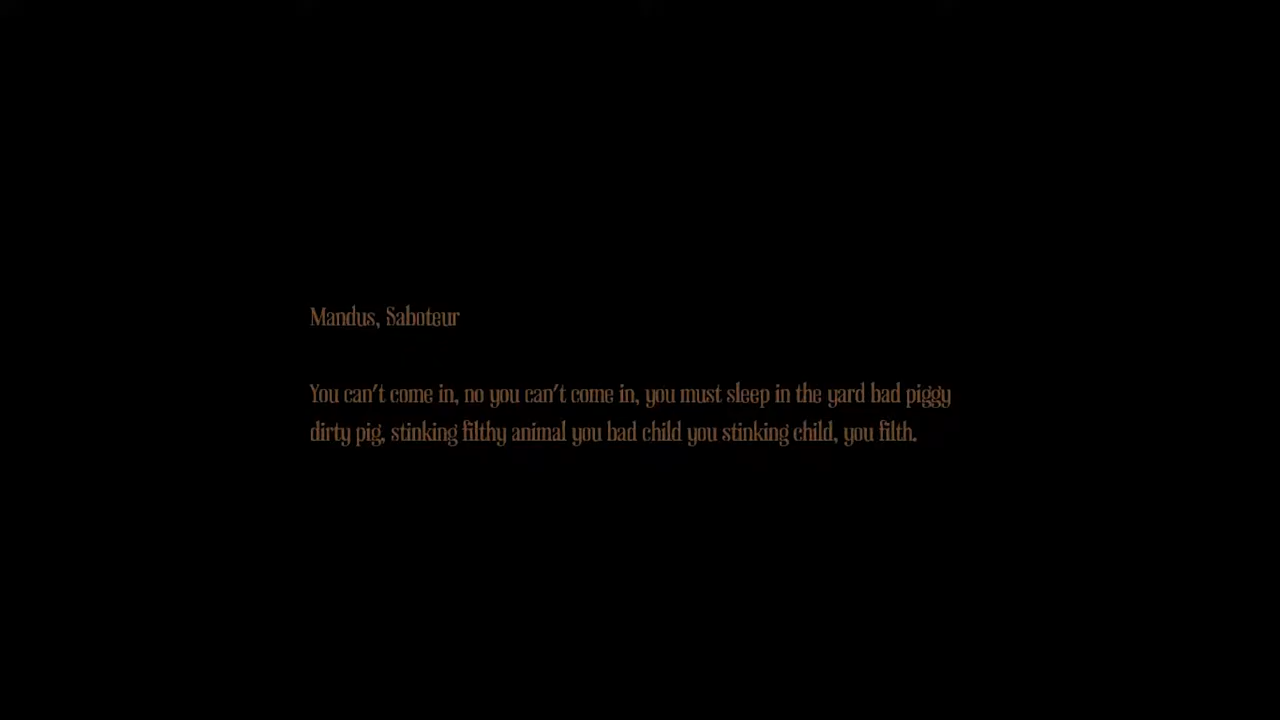 Mandus, Saboteur
You can't come in, no you can't come in, you must sleep in the yard bad piggy
dirty pig, stinking filthy animal you bad child you stinking child, you filth.